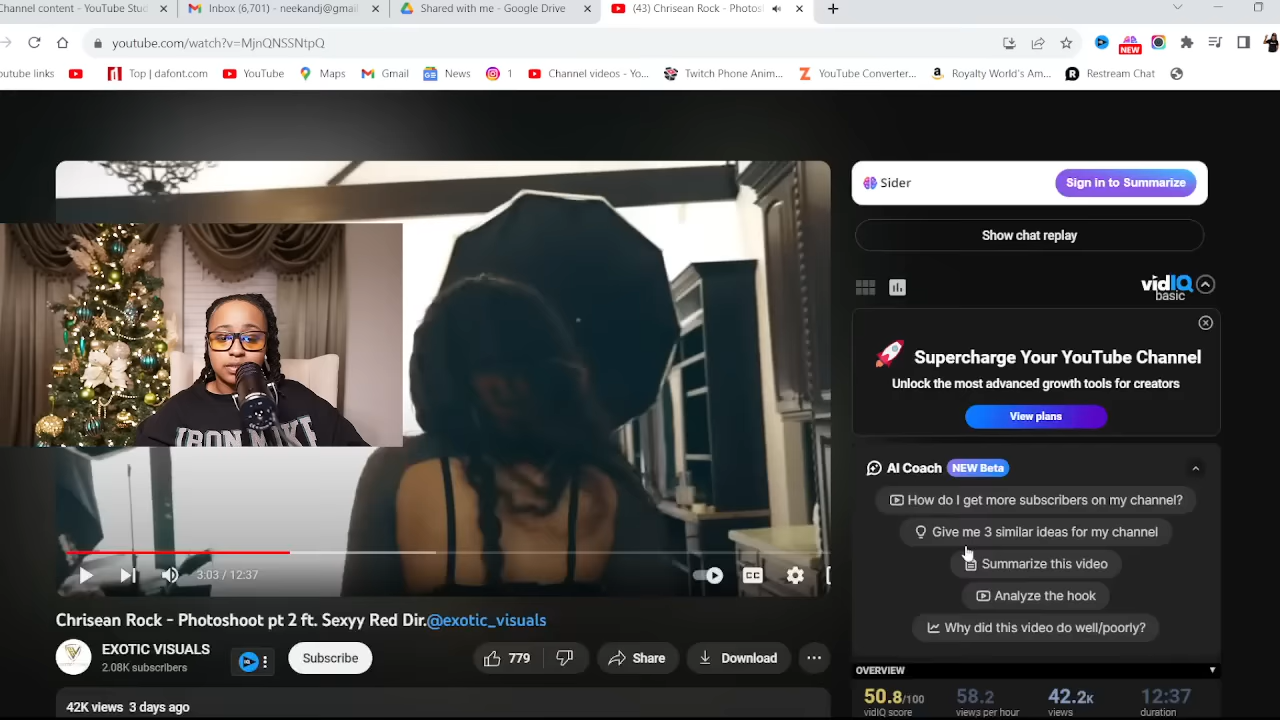 Channel content - YouTube Stu
Inbox (6,701) - neekandj@gmail
Shared with me - Google Drive
(43) Chrisean Rock - Photosh
youtube.com/watch?v=MjnQNSSNtpQ
NEW
outube links
Top | dafont.com
YouTube
Maps
Gmail
News
1
Channel videos - Yo...
Twitch Phone Anim...
YouTube Converter...
Royalty World's Am...
Restream Chat
Sider
Sign in to Summarize
Show chat replay
vidIQ
basic
Supercharge Your YouTube Channel
Unlock the most advanced growth tools for creators
View plans
IRON MIKE
AI Coach NEW Beta
How do I get more subscribers on my channel?
Give me 3 similar ideas for my channel
Summarize this video
Analyze the hook
Why did this video do well/poorly?
3:03 / 12:37
CC
Chrisean Rock - Photoshoot pt 2 ft. Sexyy Red Dir.@exotic_visuals
EXOTIC VISUALS
2.08K subscribers
Subscribe
779
Share
Download
42K views 3 days ago
OVERVIEW
50.8/100
vidIQ score
58.2
views per hour
42.2K
views
12:37
duration